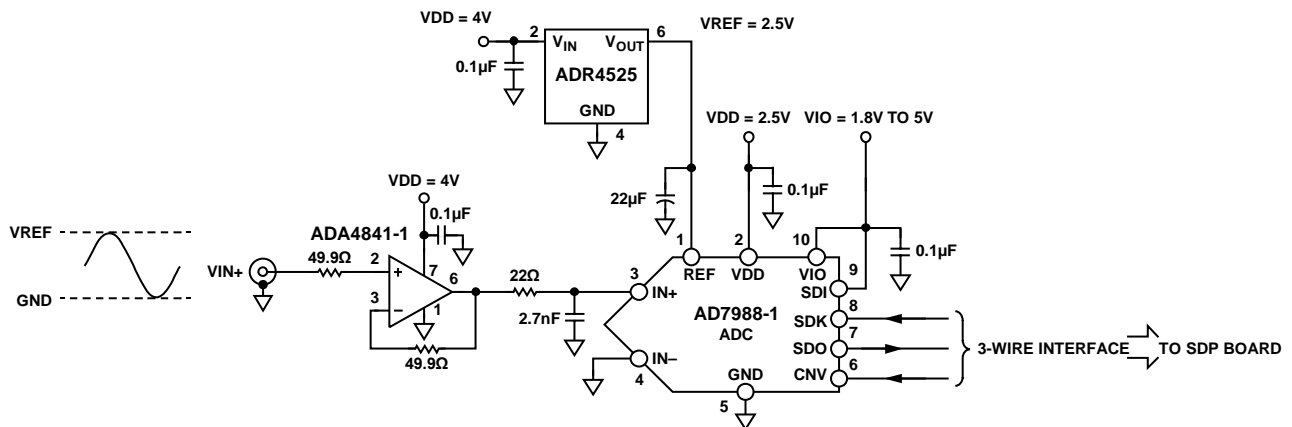 VDD = 4V
2
VIN
VOUT
6
VREF = 2.5V
0.1µF
ADR4525
GND
4
VDD = 2.5V
VIO = 1.8V TO 5V
22µF
0.1µF
0.1µF
VDD = 4V
0.1µF
ADA4841-1
VREF
GND
VIN+
49.9Ω
2
+
7
6
3
–
1
49.9Ω
22Ω
2.7nF
1
REF
2
VDD
10
VIO
9
SDI
3
IN+
AD7988-1
ADC
8
SDK
7
SDO
6
CNV
IN–
4
GND
5
3-WIRE INTERFACE
TO SDP BOARD